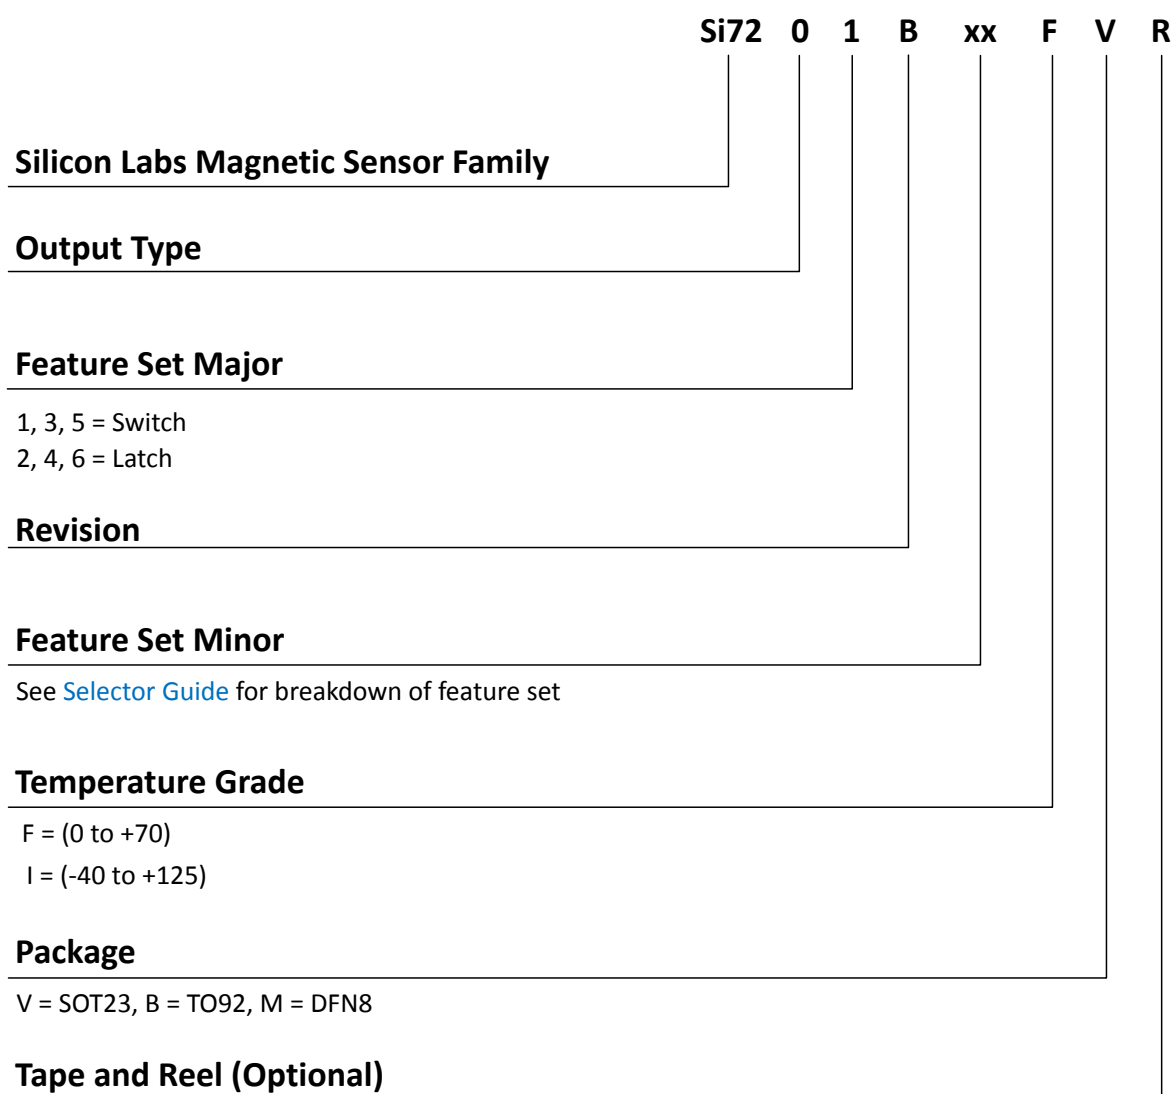 Si72 0 1 B xx F V R
Silicon Labs Magnetic Sensor Family
Output Type
Feature Set Major
1, 3, 5 = Switch
2, 4, 6 = Latch
Revision
Feature Set Minor
See Selector Guide for breakdown of feature set
Temperature Grade
F = (0 to +70)
I = (-40 to +125)
Package
V = SOT23, B = TO92, M = DFN8
Tape and Reel (Optional)